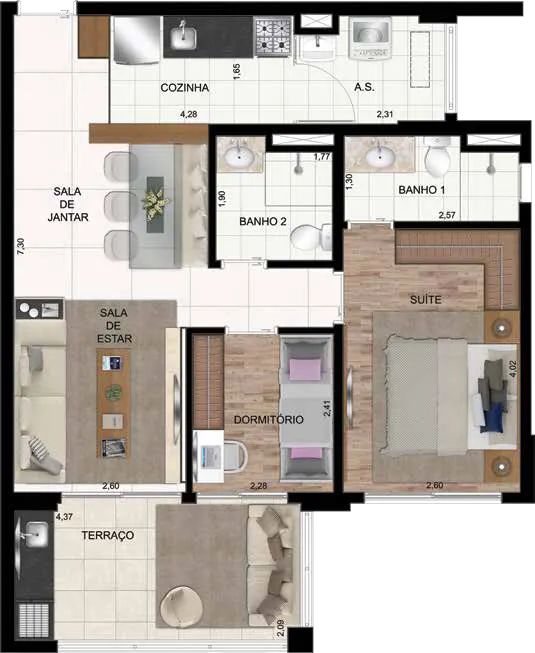 COZINHA
1,65
4,28
A.S.
2,31
SALA
DE
JANTAR
7,30
1,90
1,77
BANHO 2
1,30
BANHO 1
2,57
SALA
DE
ESTAR
SUÍTE
4,02
DORMITÓRIO
2,41
2,60
2,28
2,60
4,37
TERRAÇO
2,09